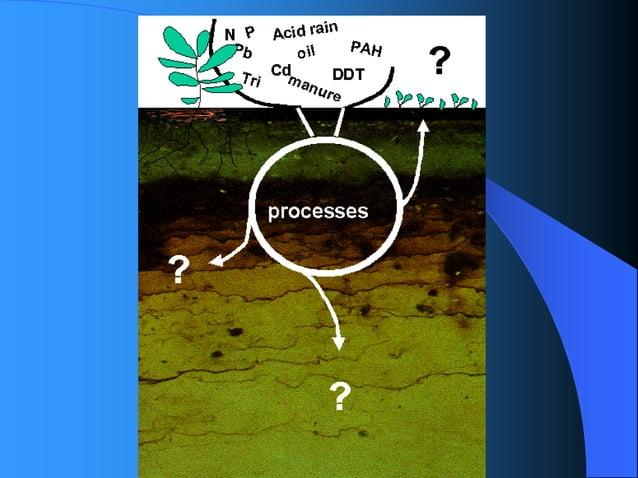 N P Acid rain
Pb oil PAH ?
Tri Cd manure DDT
processes
?
?